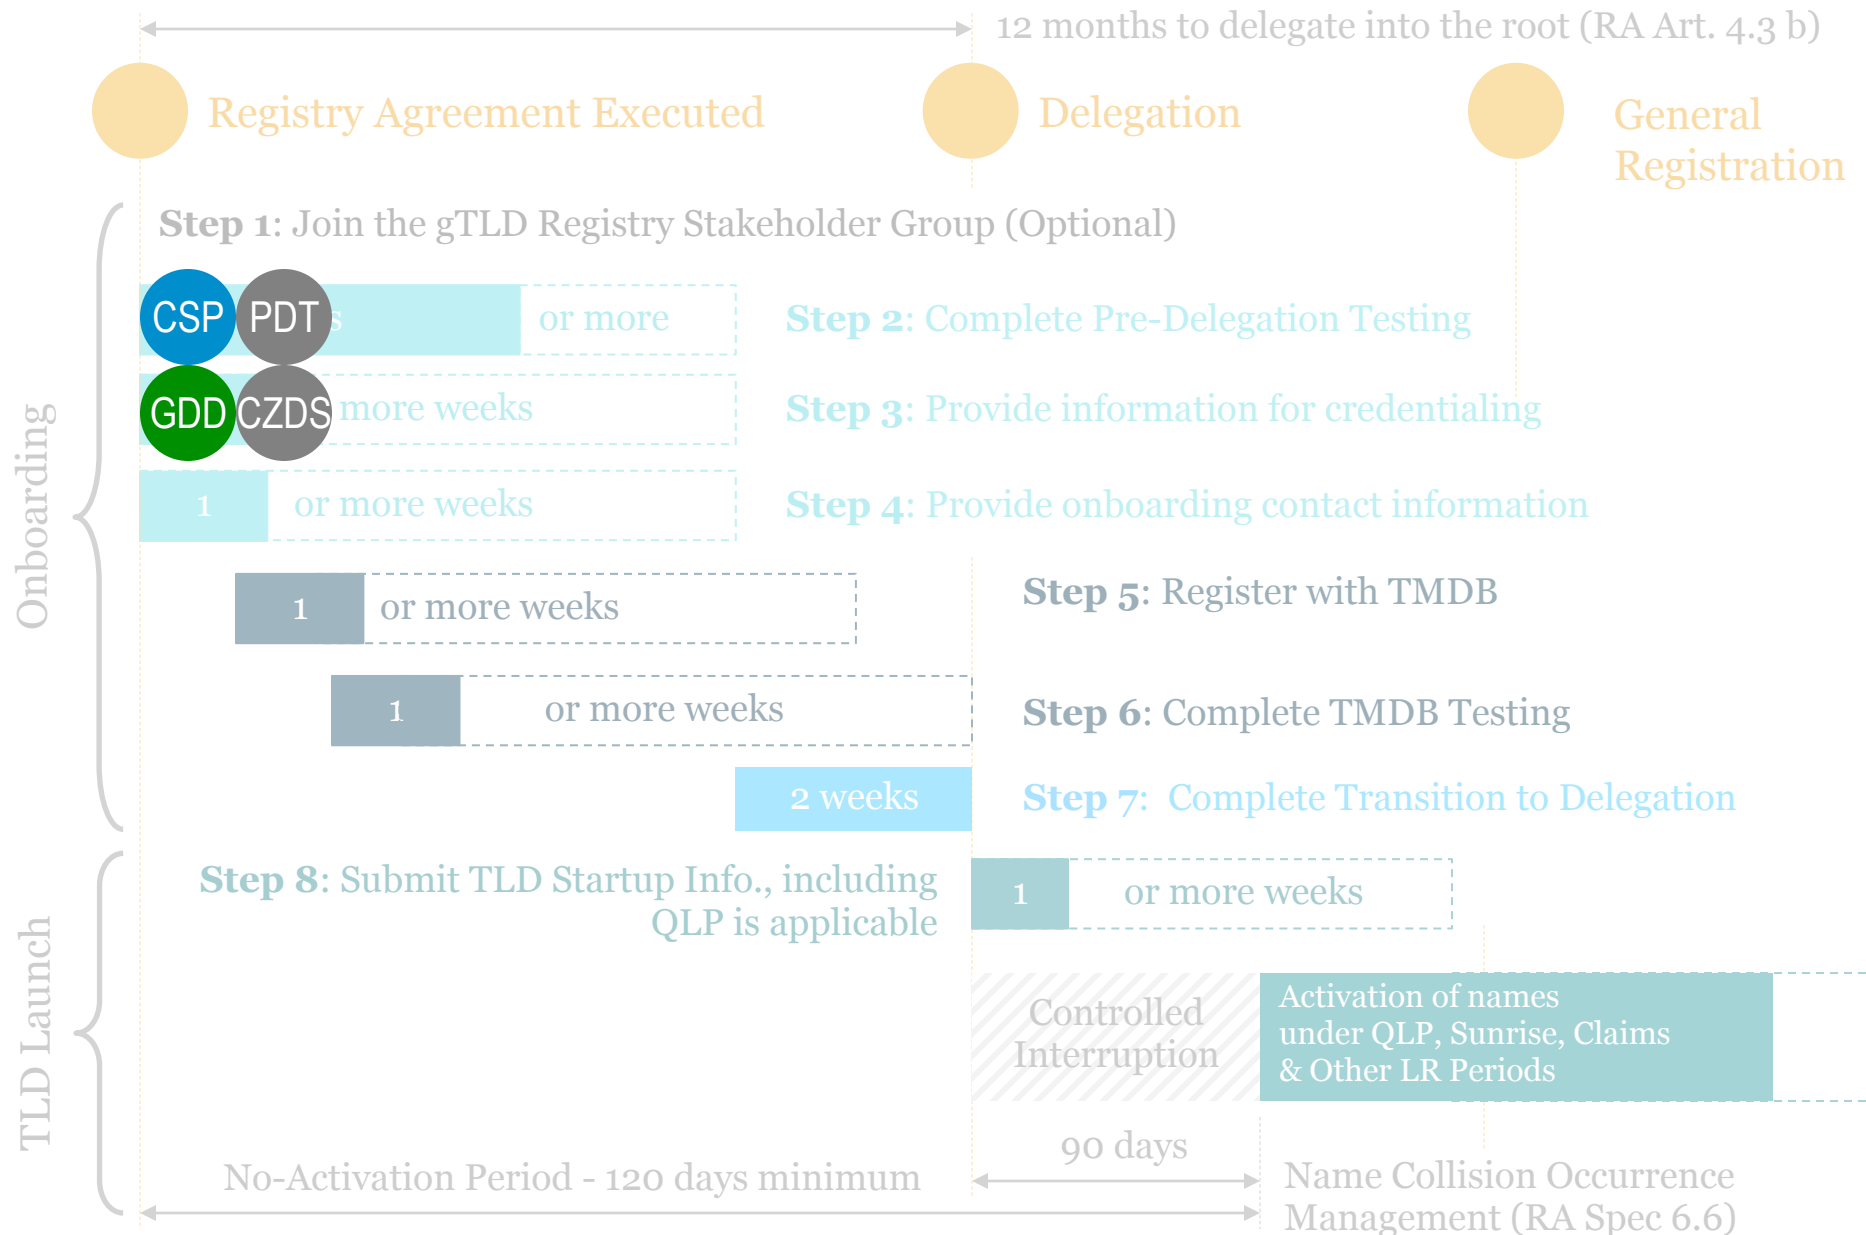 12 months to delegate into the root (RA Art. 4.3 b)
Registry Agreement Executed
Delegation
General
Registration
Onboarding
Step 1: Join the gTLD Registry Stakeholder Group (Optional)
CSP
PDT
s
or more
Step 2: Complete Pre-Delegation Testing
GDD
CZDS
more weeks
Step 3: Provide information for credentialing
1
or more weeks
Step 4: Provide onboarding contact information
1
or more weeks
Step 5: Register with TMDB
1
or more weeks
Step 6: Complete TMDB Testing
2 weeks
Step 7: Complete Transition to Delegation
TLD Launch
Step 8: Submit TLD Startup Info., including
QLP is applicable
1
or more weeks
Controlled
Interruption
Activation of names
under QLP, Sunrise, Claims
& Other LR Periods
90 days
No-Activation Period - 120 days minimum
Name Collision Occurrence
Management (RA Spec 6.6)